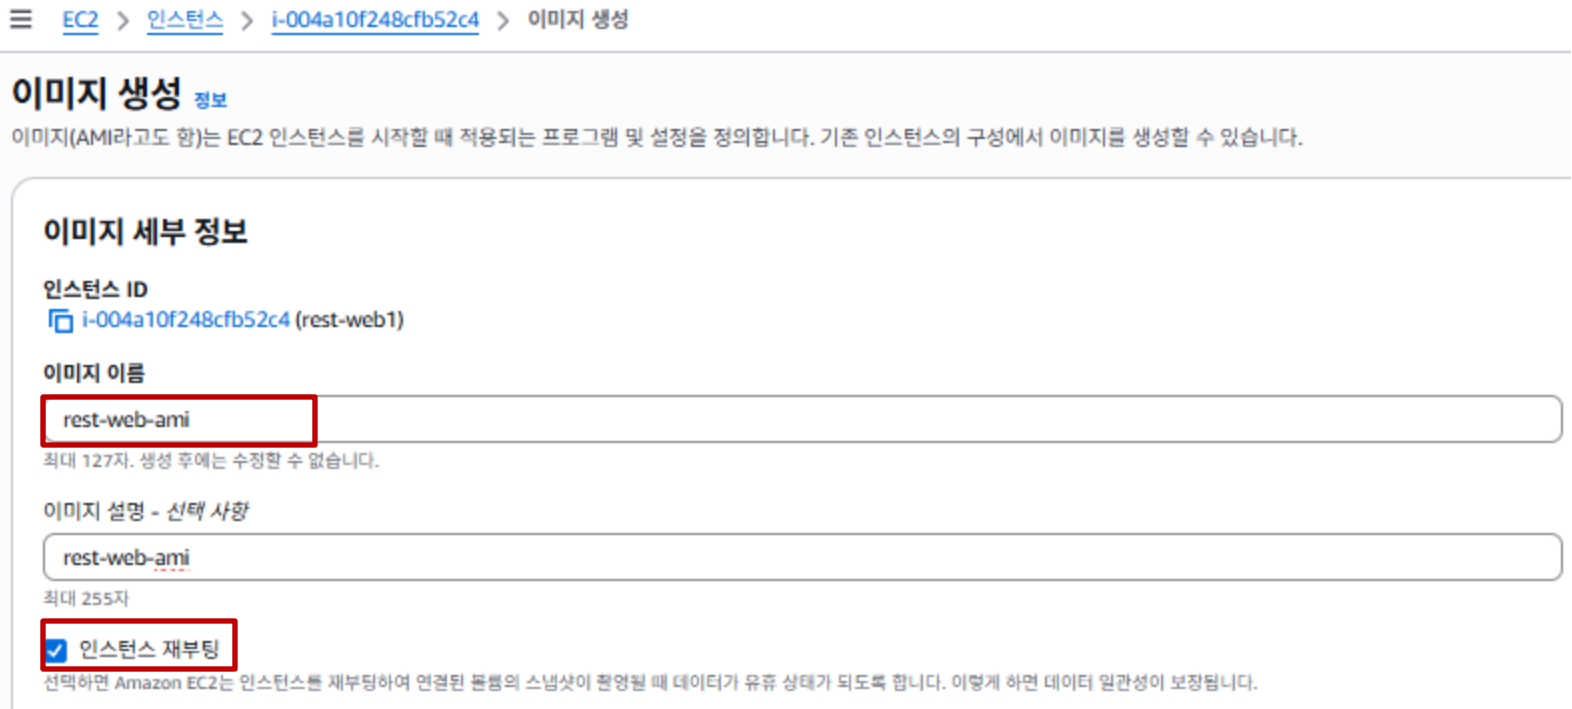 EC2 > 인스턴스 > i-004a10f248cfb52c4 > 이미지 생성
이미지 생성 정보
이미지(AMI라고도 함)는 EC2 인스턴스를 시작할 때 적용되는 프로그램 및 설정을 정의합니다. 기존 인스턴스의 구성에서 이미지를 생성할 수 있습니다.
이미지 세부 정보
인스턴스 ID
i-004a10f248cfb52c4 (rest-web1)
이미지 이름
rest-web-ami
최대 127자. 생성 후에는 수정할 수 없습니다.
이미지 설명 - 선택 사항
rest-web-ami
최대 255자
인스턴스 재부팅
선택하면 Amazon EC2는 인스턴스를 재부팅하여 연결된 볼륨의 스냅샷이 촬영될 때 데이터가 유휴 상태가 되도록 합니다. 이렇게 하면 데이터 일관성이 보장됩니다.